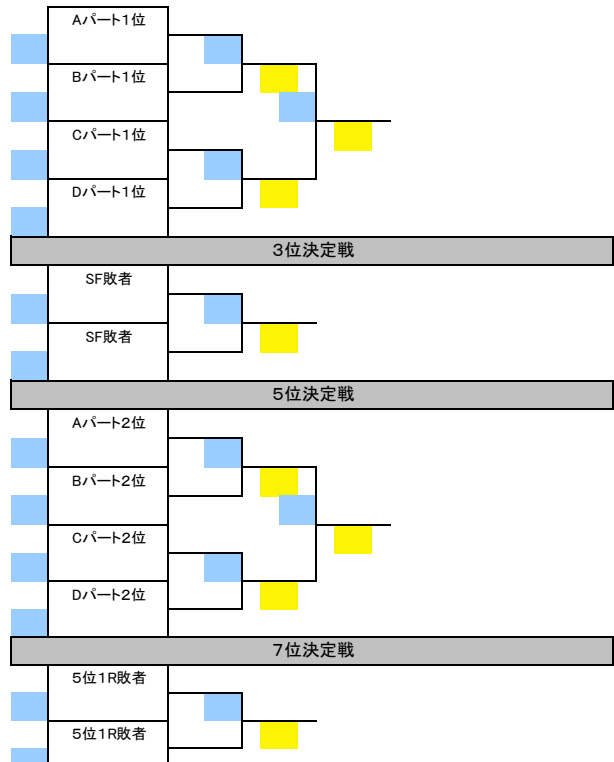 Aパート1位
Bパート1位
Cパート1位
Dパート1位
3位決定戦
SF敗者
SF敗者
5位決定戦
Aパート2位
Bパート2位
Cパート2位
Dパート2位
7位決定戦
5位1R敗者
5位1R敗者